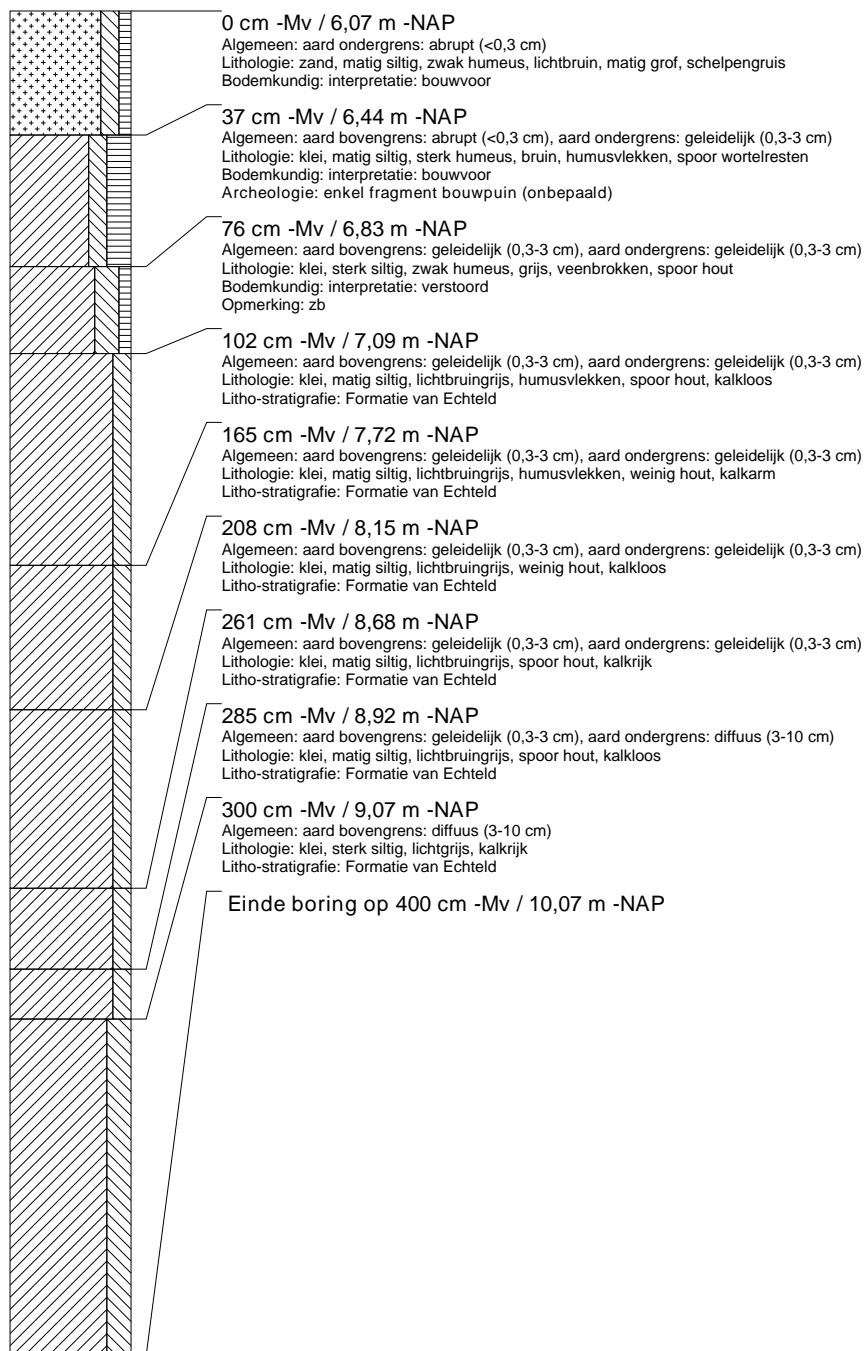 0 cm -Mv / 6,07 m -NAP
Algemeen: aard ondergrens: abrupt (<0,3 cm)
Lithologie: zand, matig siltig, zwak humeus, lichtbruin, matig grof, schelpengruis
Bodemkundig: interpretatie: bouwvoor
37 cm -Mv / 6,44 m -NAP
Algemeen: aard bovengrens: abrupt (<0,3 cm), aard ondergrens: geleidelijk (0,3-3 cm)
Lithologie: klei, matig siltig, sterk humeus, bruin, humusvlekken, spoor wortelresten
Bodemkundig: interpretatie: bouwvoor
Archeologie: enkel fragment bouwpuin (onbepaald)
76 cm -Mv / 6,83 m -NAP
Algemeen: aard bovengrens: geleidelijk (0,3-3 cm), aard ondergrens: geleidelijk (0,3-3 cm)
Lithologie: klei, sterk siltig, zwak humeus, grijs, veenbrokken, spoor hout
Bodemkundig: interpretatie: verstoord
Opmerking: zb
102 cm -Mv / 7,09 m -NAP
Algemeen: aard bovengrens: geleidelijk (0,3-3 cm), aard ondergrens: geleidelijk (0,3-3 cm)
Lithologie: klei, matig siltig, lichtbruingrijs, humusvlekken, spoor hout, kalkloos
Litho-stratigrafie: Formatie van Echteld
165 cm -Mv / 7,72 m -NAP
Algemeen: aard bovengrens: geleidelijk (0,3-3 cm), aard ondergrens: geleidelijk (0,3-3 cm)
Lithologie: klei, matig siltig, lichtbruingrijs, humusvlekken, weinig hout, kalkarm
Litho-stratigrafie: Formatie van Echteld
208 cm -Mv / 8,15 m -NAP
Algemeen: aard bovengrens: geleidelijk (0,3-3 cm), aard ondergrens: geleidelijk (0,3-3 cm)
Lithologie: klei, matig siltig, lichtbruingrijs, weinig hout, kalkloos
Litho-stratigrafie: Formatie van Echteld
261 cm -Mv / 8,68 m -NAP
Algemeen: aard bovengrens: geleidelijk (0,3-3 cm), aard ondergrens: geleidelijk (0,3-3 cm)
Lithologie: klei, matig siltig, lichtbruingrijs, spoor hout, kalkrijk
Litho-stratigrafie: Formatie van Echteld
285 cm -Mv / 8,92 m -NAP
Algemeen: aard bovengrens: geleidelijk (0,3-3 cm), aard ondergrens: diffuus (3-10 cm)
Lithologie: klei, matig siltig, lichtbruingrijs, spoor hout, kalkloos
Litho-stratigrafie: Formatie van Echteld
300 cm -Mv / 9,07 m -NAP
Algemeen: aard bovengrens: diffuus (3-10 cm)
Lithologie: klei, sterk siltig, lichtgrijs, kalkrijk
Litho-stratigrafie: Formatie van Echteld
Einde boring op 400 cm -Mv / 10,07 m -NAP